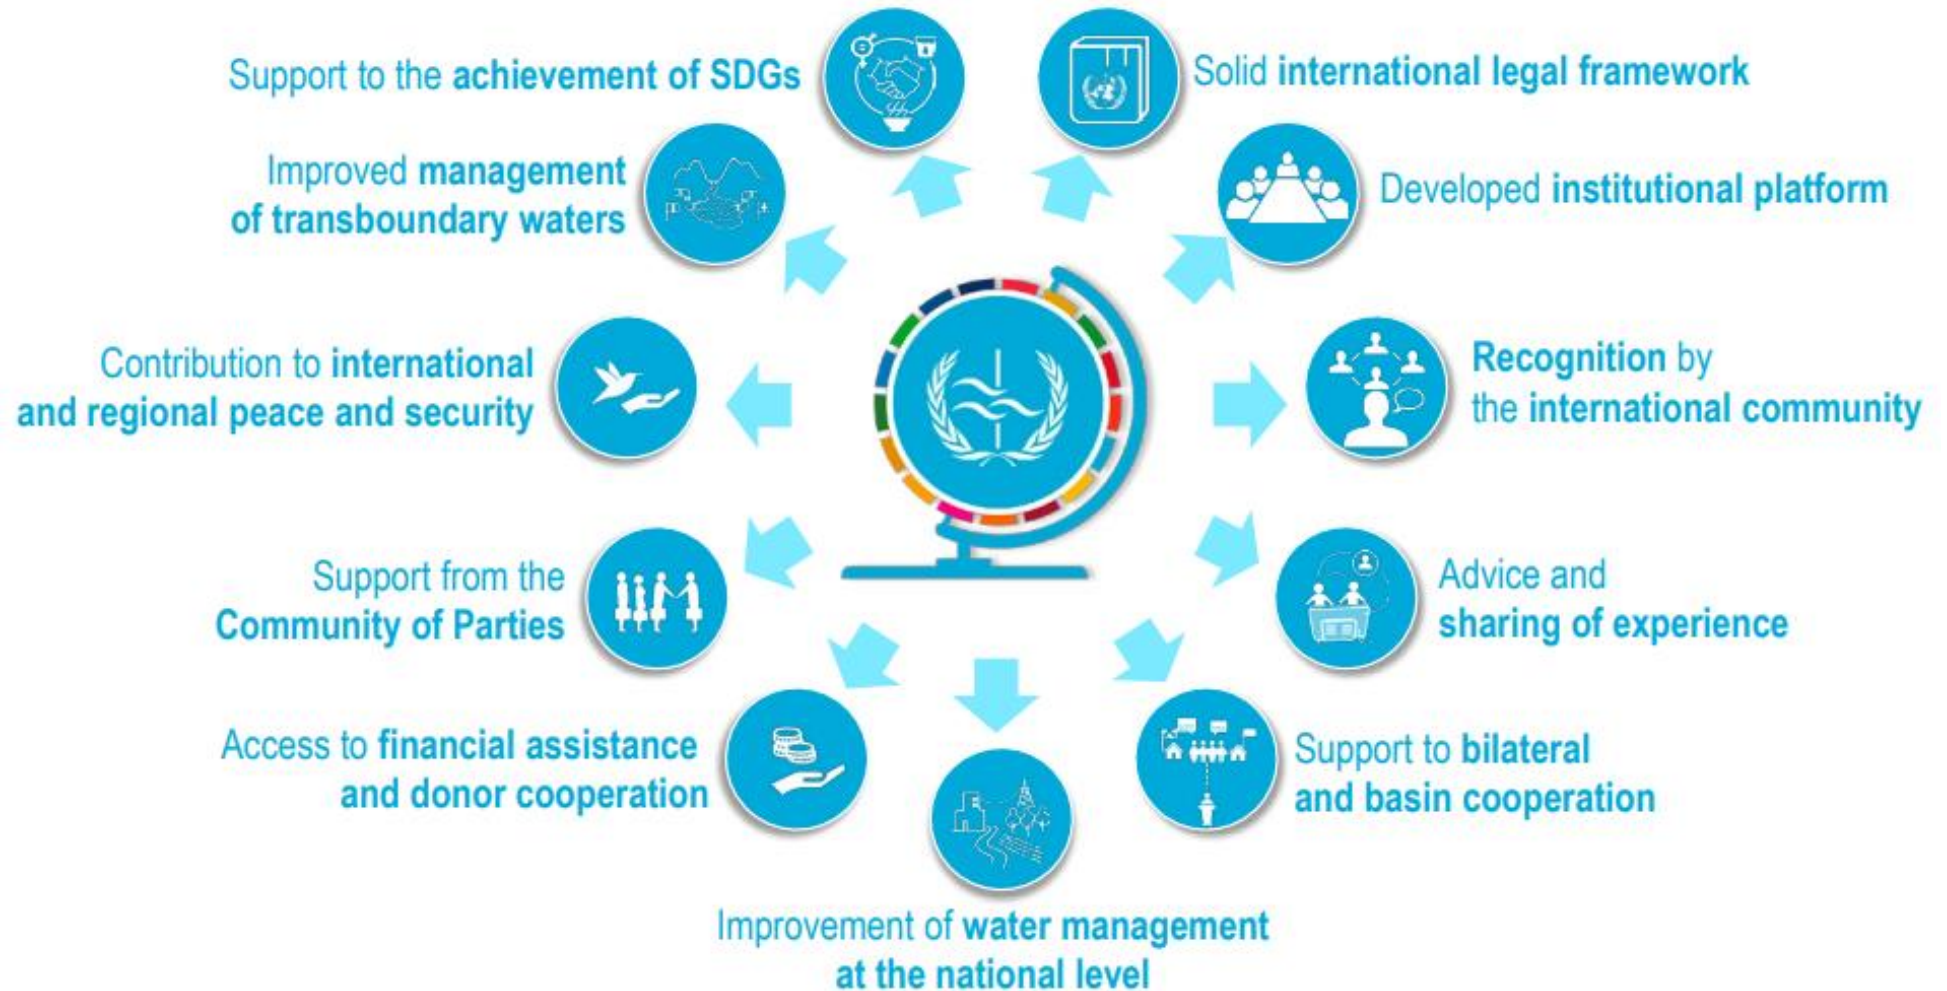 Support to the achievement of SDGs
Solid international legal framework
Improved management
of transboundary waters
Developed institutional platform
Contribution to international
and regional peace and security
Recognition by
the international community
Support from the
Community of Parties
Advice and
sharing of experience
Access to financial assistance
and donor cooperation
Support to bilateral
and basin cooperation
Improvement of water management
at the national level